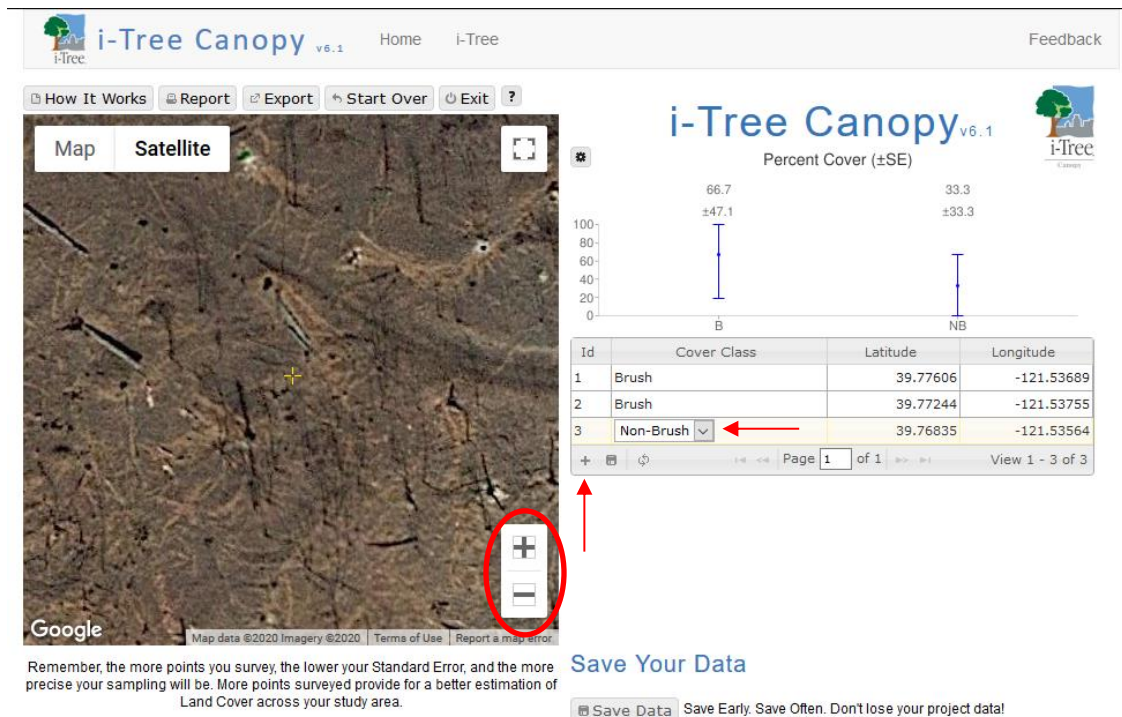 i-Tree
i-Tree Canopy v6.1 Home i-Tree Feedback
How It Works Report Export Start Over Exit ?
Map Satellite
Google
Map data ©2020 Imagery ©2020 Terms of Use Report a map error
Remember, the more points you survey, the lower your Standard Error, and the more
precise your sampling will be. More points surveyed provide for a better estimation of
Land Cover across your study area.
i-Tree Canopy v6.1
i-Tree
Canopy
Percent Cover (±SE)
66.7 33.3
±47.1 ±33.3
100
80
60
40
20
0
B NB
Id Cover Class Latitude Longitude
1 Brush 39.77606 -121.53689
2 Brush 39.77244 -121.53755
3 Non-Brush 39.76835 -121.53564
Page 1 of 1 View 1 - 3 of 3
Save Your Data
Save Data Save Early. Save Often. Don't lose your project data!